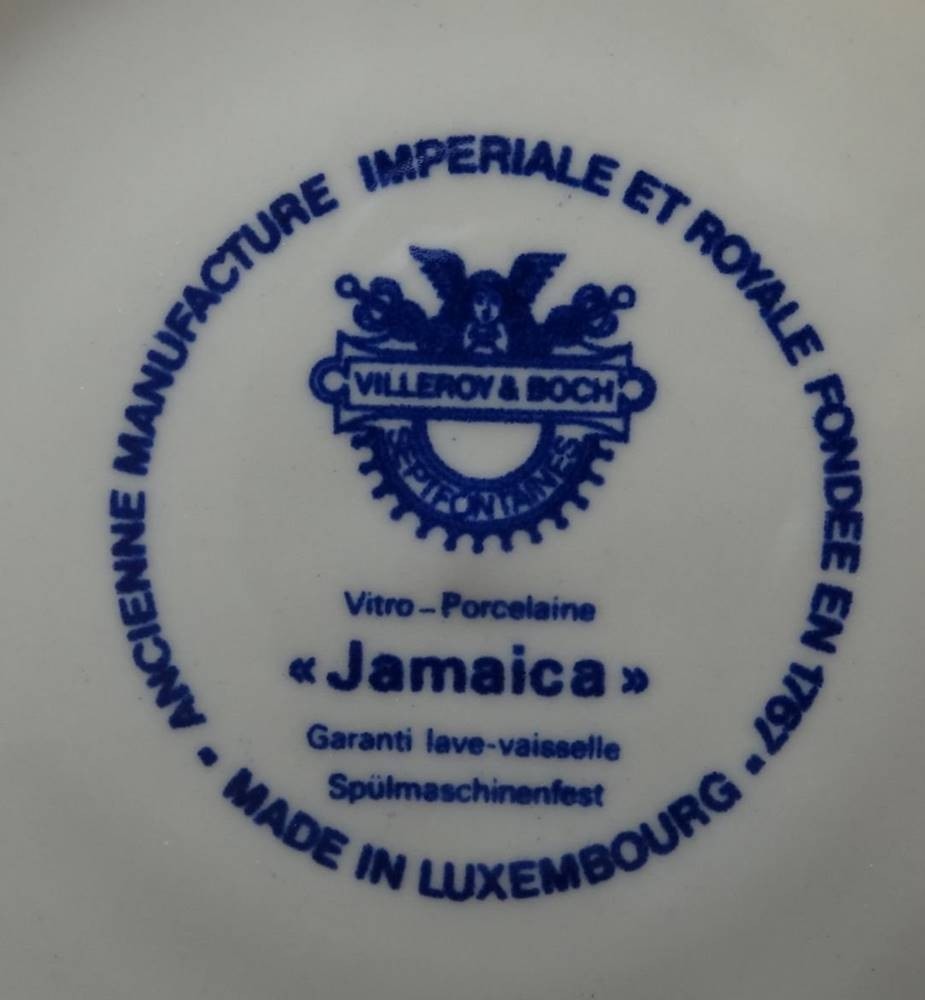 ANCIENNE MANUFACTURE IMPERIALE ET ROYALE FONDEE EN 1767
VILLEROY & BOCH
SEPTFONTAINES
Vitro-Porcelaine
«Jamaica»
Garanti lave-vaisselle
Spülmaschinenfest
• MADE IN LUXEMBOURG •